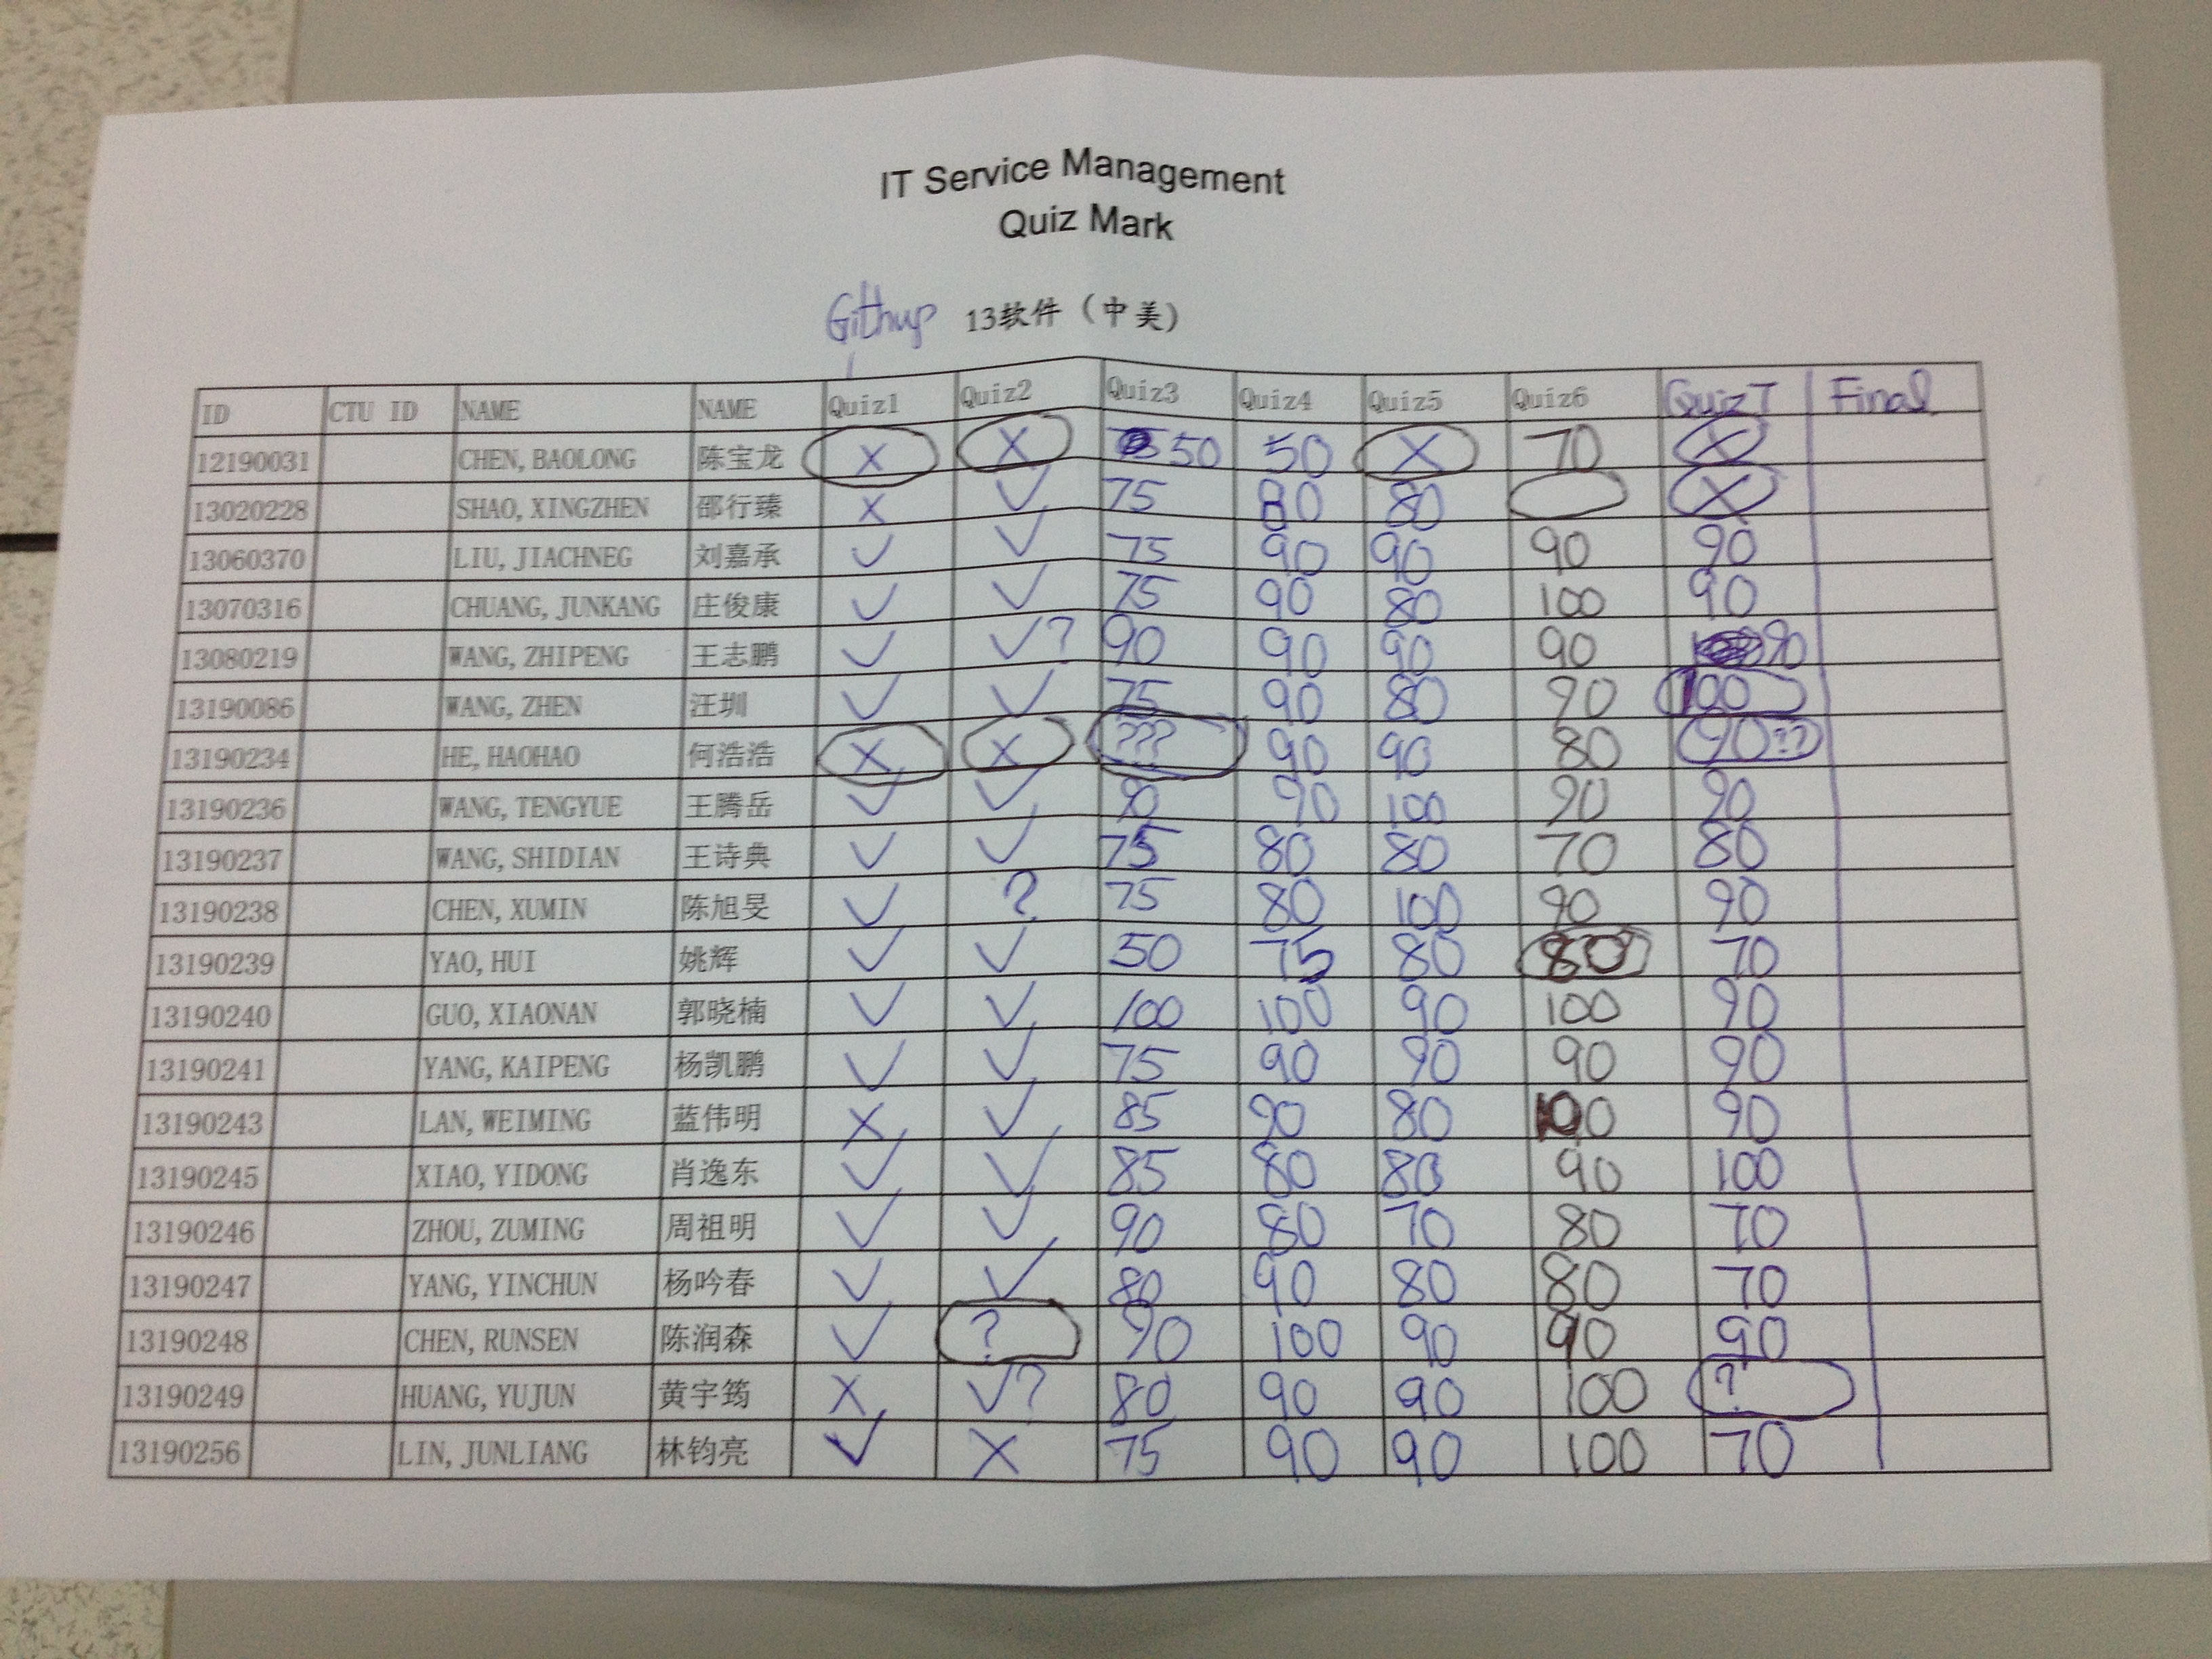 IT Service Management
Quiz Mark
Githup 13软件（中美）
ID CTU ID NAME NAME Quiz1 Quiz2 Quiz3 Quiz4 Quiz5 Quiz6 Quiz7 Final
12190031 CHEN, BAOLONG 陈宝龙 X X 50 50 X 70 X
13020228 SHAO, XINGZHEN 邵行臻 X V 75 80 80 X
13060370 LIU, JIACHNEG 刘嘉承 V V 75 90 90 90 90
13070316 CHUANG, JUNKANG 庄俊康 V V 75 90 80 100 90
13080219 WANG, ZHIPENG 王志鹏 V V? 90 90 90 90 90
13190086 WANG, ZHEN 汪圳 V V 75 90 80 70 100
13190234 HE, HAOHAO 何浩浩 X X ??? 90 90 80 90??
13190236 WANG, TENGYUE 王腾岳 V V 80 90 100 90 90
13190237 WANG, SHIDIAN 王诗典 V V 75 80 80 70 80
13190238 CHEN, XUMIN 陈旭旻 V ? 75 80 100 90 90
13190239 YAO, HUI 姚辉 V V 50 75 80 80 70
13190240 GUO, XIAONAN 郭晓楠 V V 100 100 90 100 90
13190241 YANG, KAIPENG 杨凯鹏 V V 75 90 90 90 90
13190243 LAN, WEIMING 蓝伟明 X V 85 90 80 100 90
13190245 XIAO, YIDONG 肖逸东 V V 85 80 80 90 100
13190246 ZHOU, ZUMING 周祖明 V V 90 80 70 80 70
13190247 YANG, YINCHUN 杨吟春 V V 80 90 80 80 70
13190248 CHEN, RUNSEN 陈润森 V ? 90 100 90 90 90
13190249 HUANG, YUJUN 黄宇筠 X V? 80 90 90 100 ?
13190256 LIN, JUNLIANG 林钧亮 V X 75 90 90 100 70